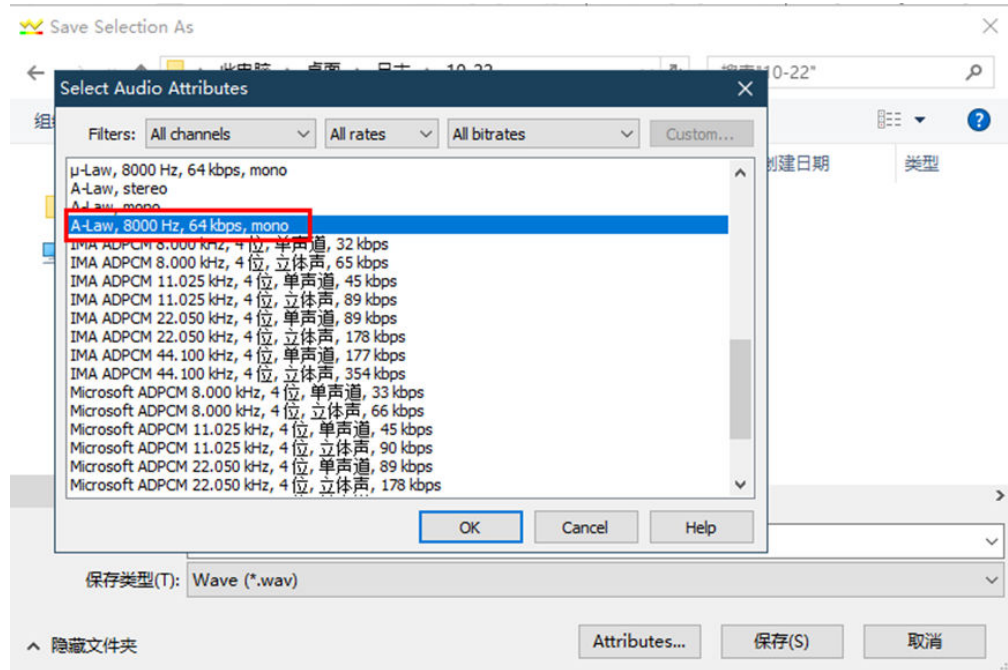 Save Selection As
10-22
搜索"10-22"
Select Audio Attributes
Filters: All channels All rates All bitrates Custom...
创建日期 类型
μ-Law, 8000 Hz, 64 kbps, mono
A-Law, stereo
A-Law, mono
A-Law, 8000 Hz, 64 kbps, mono
IMA ADPCM 8.000 kHz, 4 位, 单声道, 32 kbps
IMA ADPCM 8.000 kHz, 4 位, 立体声, 65 kbps
IMA ADPCM 11.025 kHz, 4 位, 单声道, 45 kbps
IMA ADPCM 11.025 kHz, 4 位, 立体声, 89 kbps
IMA ADPCM 22.050 kHz, 4 位, 单声道, 89 kbps
IMA ADPCM 22.050 kHz, 4 位, 立体声, 178 kbps
IMA ADPCM 44.100 kHz, 4 位, 单声道, 177 kbps
IMA ADPCM 44.100 kHz, 4 位, 立体声, 354 kbps
Microsoft ADPCM 8.000 kHz, 4 位, 单声道, 33 kbps
Microsoft ADPCM 8.000 kHz, 4 位, 立体声, 66 kbps
Microsoft ADPCM 11.025 kHz, 4 位, 单声道, 45 kbps
Microsoft ADPCM 11.025 kHz, 4 位, 立体声, 90 kbps
Microsoft ADPCM 22.050 kHz, 4 位, 单声道, 89 kbps
Microsoft ADPCM 22.050 kHz, 4 位, 立体声, 178 kbps
OK Cancel Help
保存类型(T): Wave (*.wav)
隐藏文件夹 Attributes... 保存(S) 取消